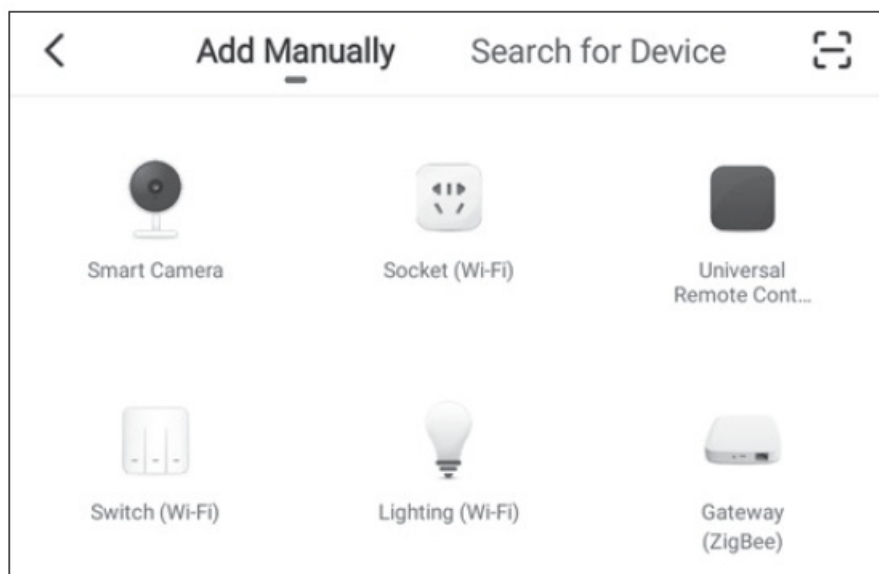 Add Manually
Search for Device
Smart Camera
Socket (Wi-Fi)
Universal
Remote Cont...
Switch (Wi-Fi)
Lighting (Wi-Fi)
Gateway
(ZigBee)